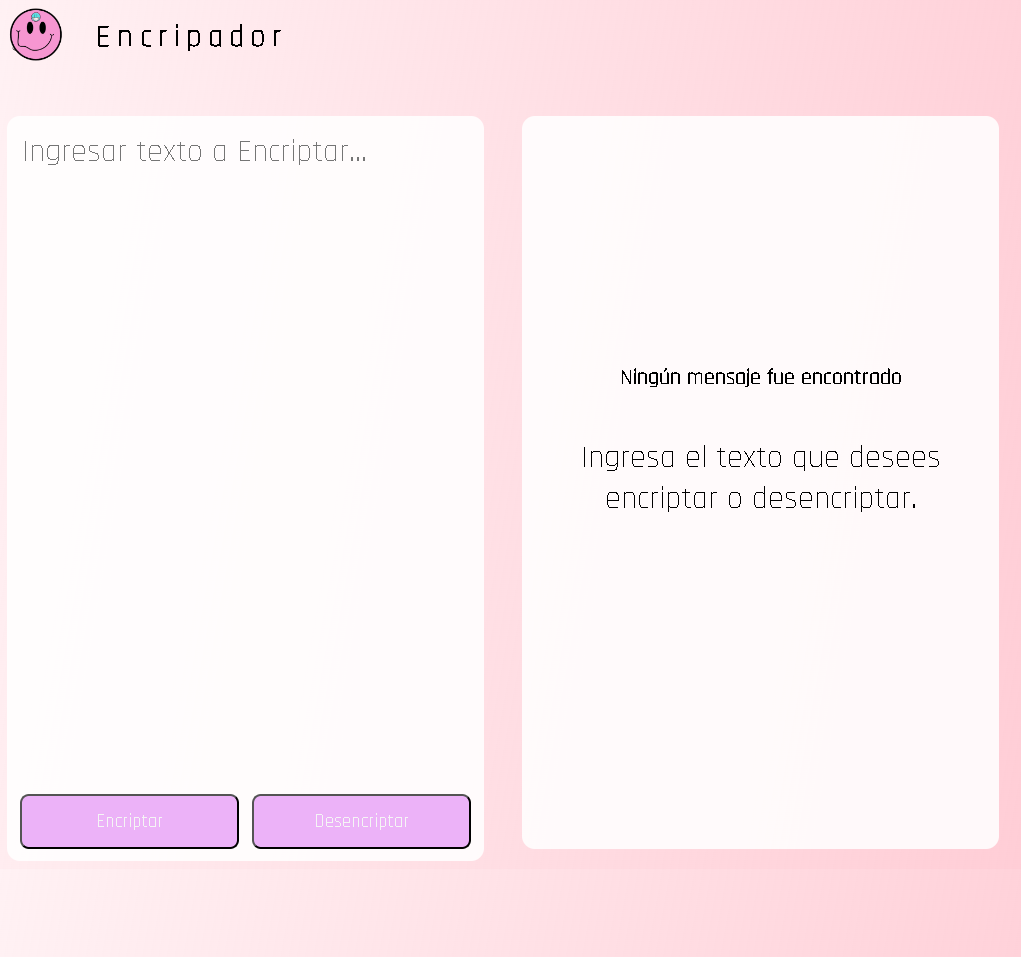 Encripador
Ingresar texto a Encriptar...
Encriptar
Desencriptar
Ningún mensaje fue encontrado
Ingresa el texto que desees
encriptar o desencriptar.